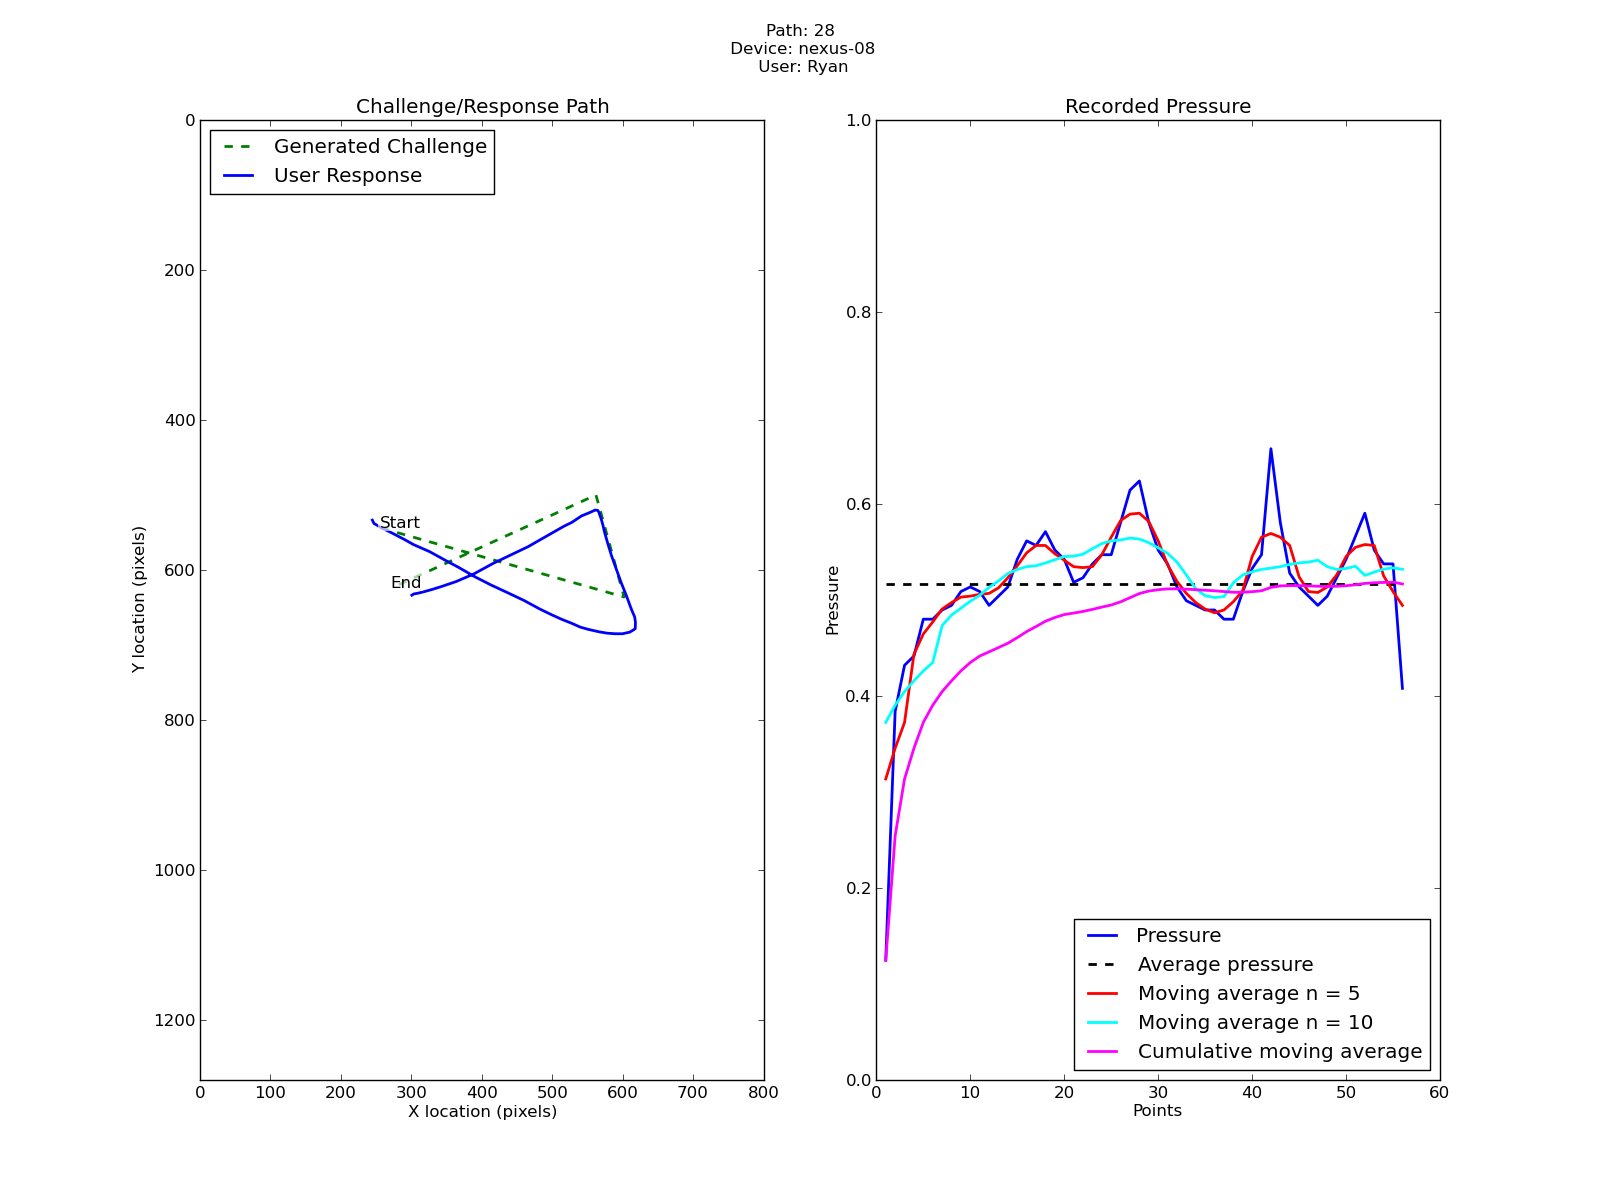 Path: 28
Device: nexus-08
User: Ryan
Challenge/Response Path
0
200
400
600
800
1000
1200
Y location (pixels)
Generated Challenge
User Response
Start
End
0 100 200 300 400 500 600 700 800
X location (pixels)
Recorded Pressure
1.0
0.8
0.6
0.4
0.2
0.0
Pressure
Pressure
Average pressure
Moving average n = 5
Moving average n = 10
Cumulative moving average
0 10 20 30 40 50 60
Points